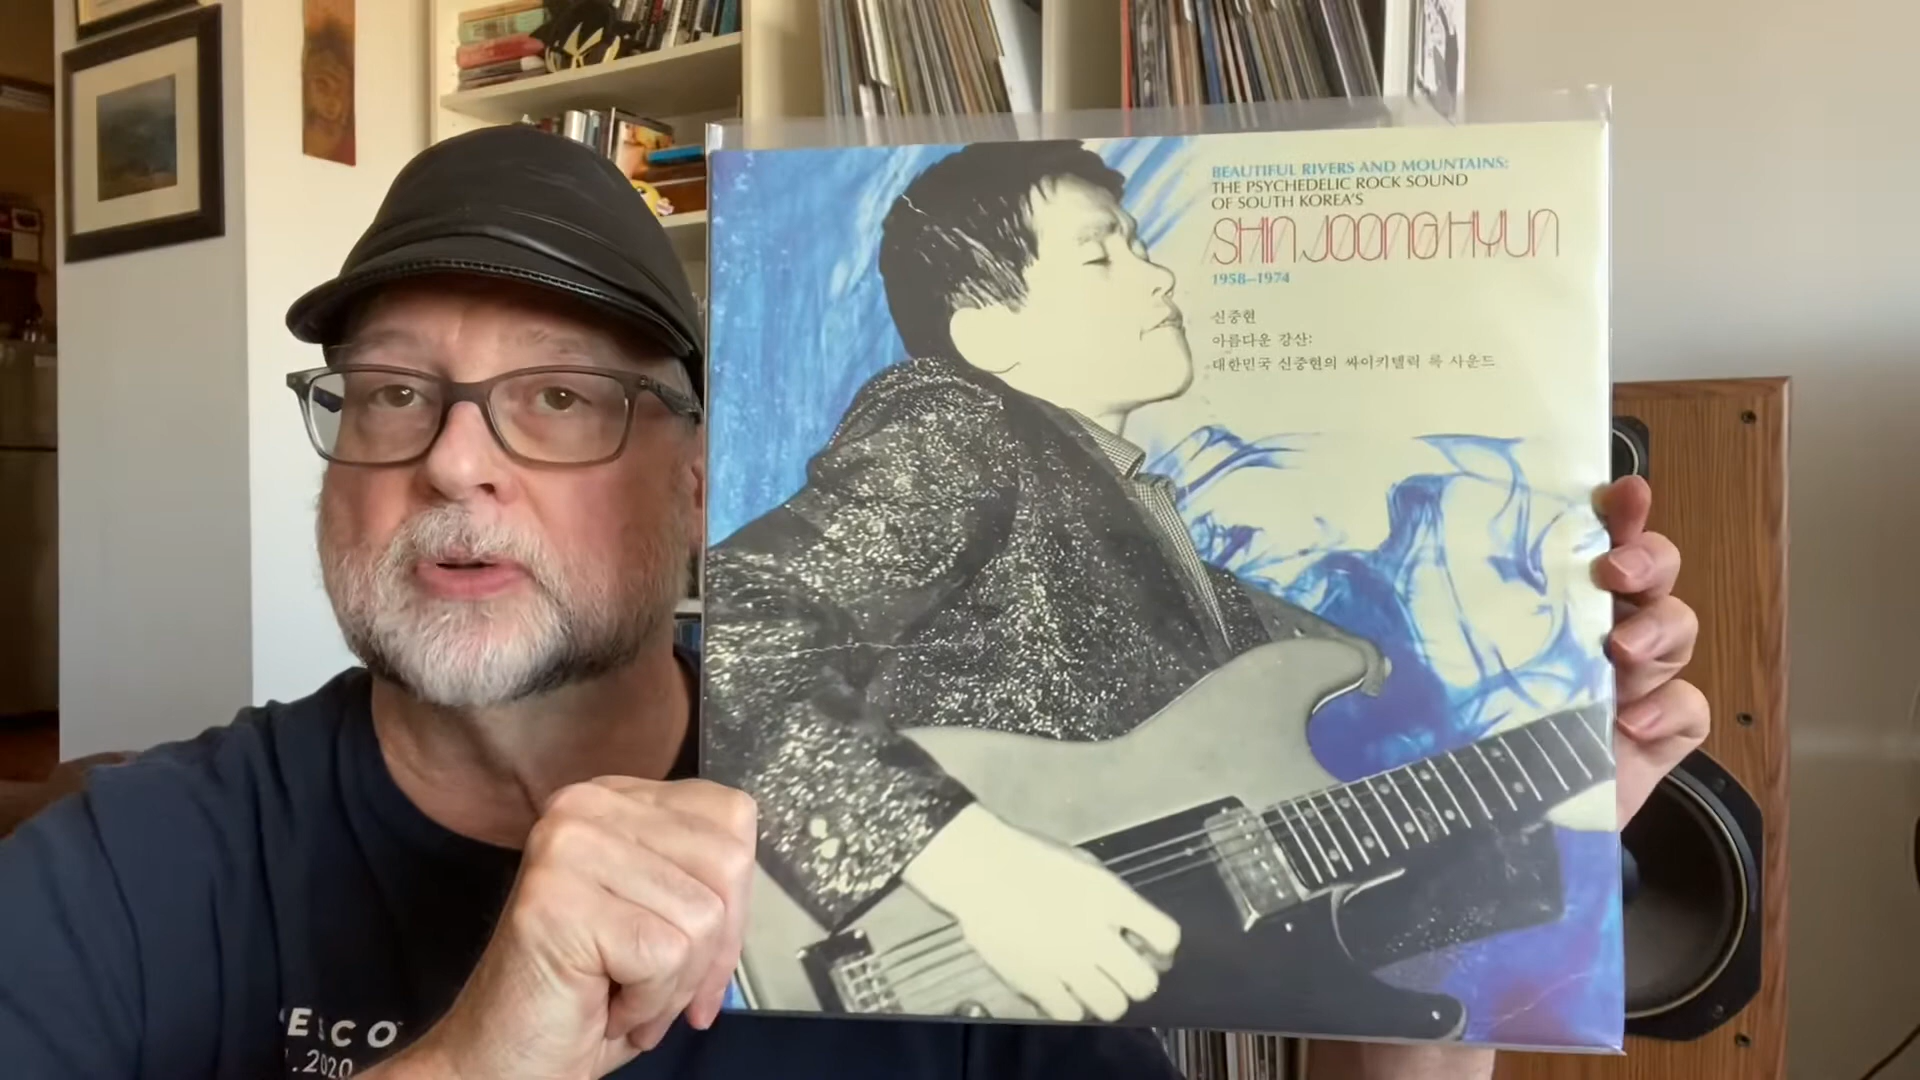 BEAUTIFUL RIVERS AND MOUNTAINS:
THE PSYCHEDELIC ROCK SOUND
OF SOUTH KOREA'S
SHIN JOONG HYUN
1958–1974
신중현
아름다운 강산:
대한민국 신중현의 싸이키델릭 록 사운드
.2020